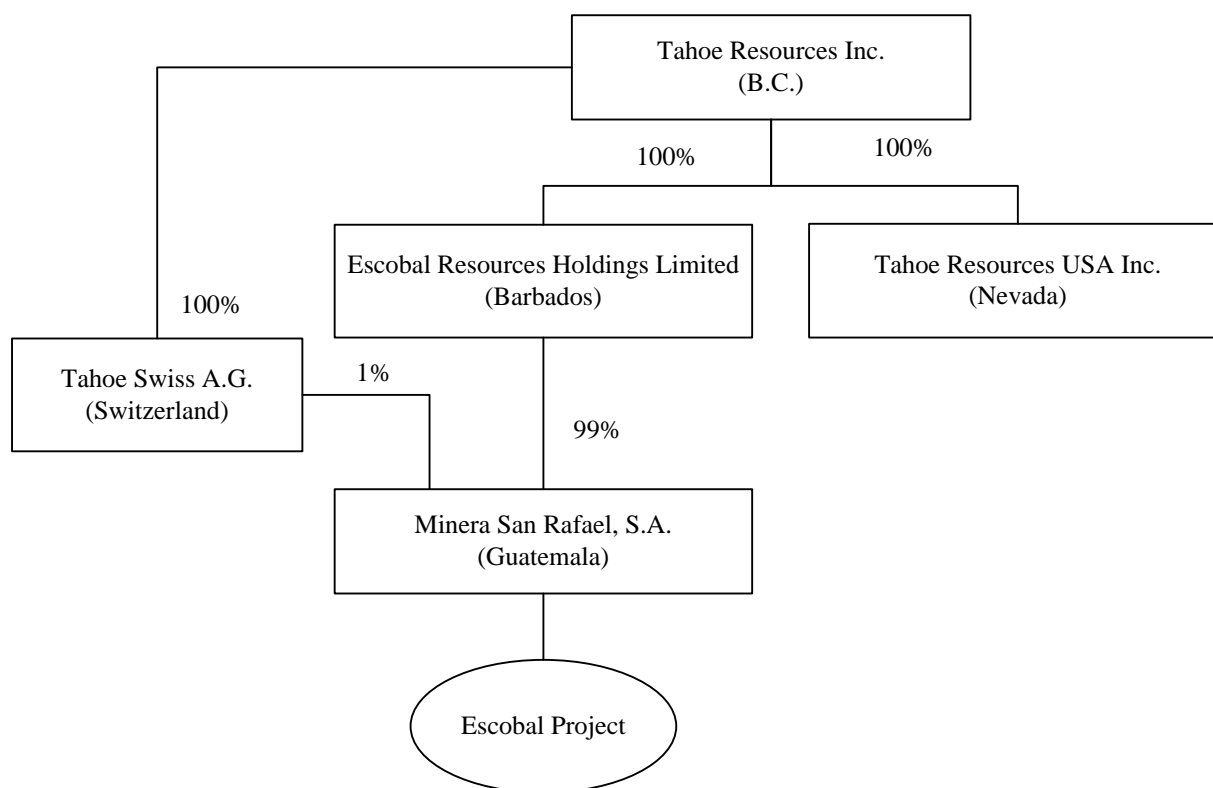 Tahoe Resources Inc.
(B.C.)
100%
100%
Escobal Resources Holdings Limited
(Barbados)
Tahoe Resources USA Inc.
(Nevada)
100%
Tahoe Swiss A.G.
(Switzerland)
1%
99%
Minera San Rafael, S.A.
(Guatemala)
Escobal Project